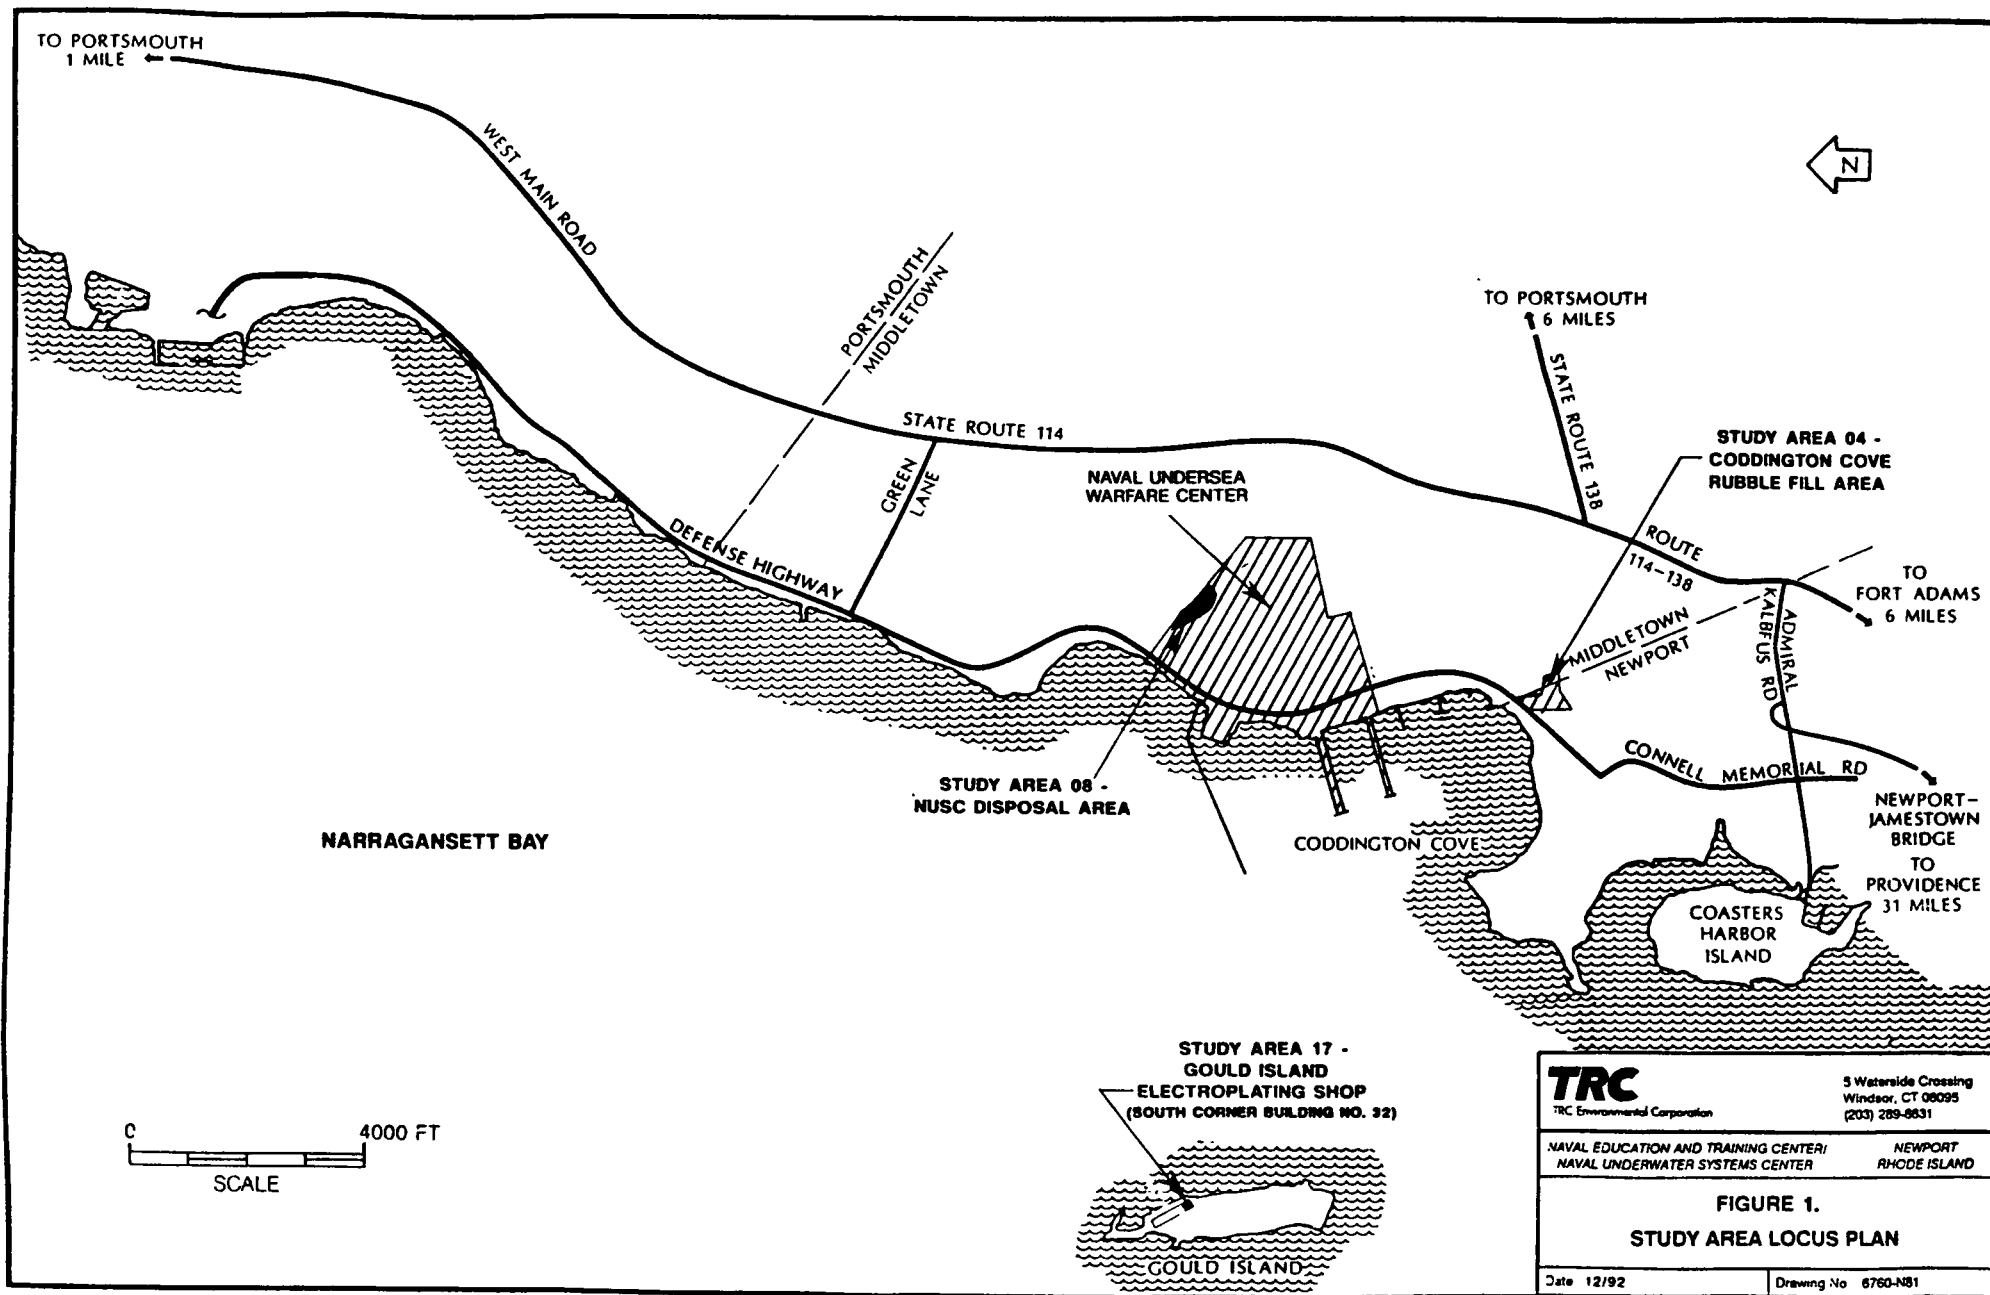 TO PORTSMOUTH
1 MILE
WEST MAIN ROAD
N
PORTSMOUTH
MIDDLETOWN
TO PORTSMOUTH
6 MILES
STATE ROUTE 138
STATE ROUTE 114
GREEN
LANE
NAVAL UNDERSEA
WARFARE CENTER
STUDY AREA 04 -
CODDINGTON COVE
RUBBLE FILL AREA
DEFENSE HIGHWAY
ROUTE
114-138
TO
FORT ADAMS
6 MILES
MIDDLETOWN
NEWPORT
ADMIRAL
KALBFUS RD
CONNELL MEMORIAL RD
STUDY AREA 08 -
NUSC DISPOSAL AREA
NARRAGANSETT BAY
CODDINGTON COVE
NEWPORT-
JAMESTOWN
BRIDGE
TO
PROVIDENCE
31 MILES
COASTERS
HARBOR
ISLAND
STUDY AREA 17 -
GOULD ISLAND
ELECTROPLATING SHOP
(SOUTH CORNER BUILDING NO. 32)
GOULD ISLAND
0 4000 FT
SCALE
TRC
TRC Environmental Corporation
5 Waterside Crossing
Windsor, CT 06095
(203) 289-8631
NAVAL EDUCATION AND TRAINING CENTER/
NAVAL UNDERWATER SYSTEMS CENTER
NEWPORT
RHODE ISLAND
FIGURE 1.
STUDY AREA LOCUS PLAN
Date 12/92
Drawing No 6760-N81